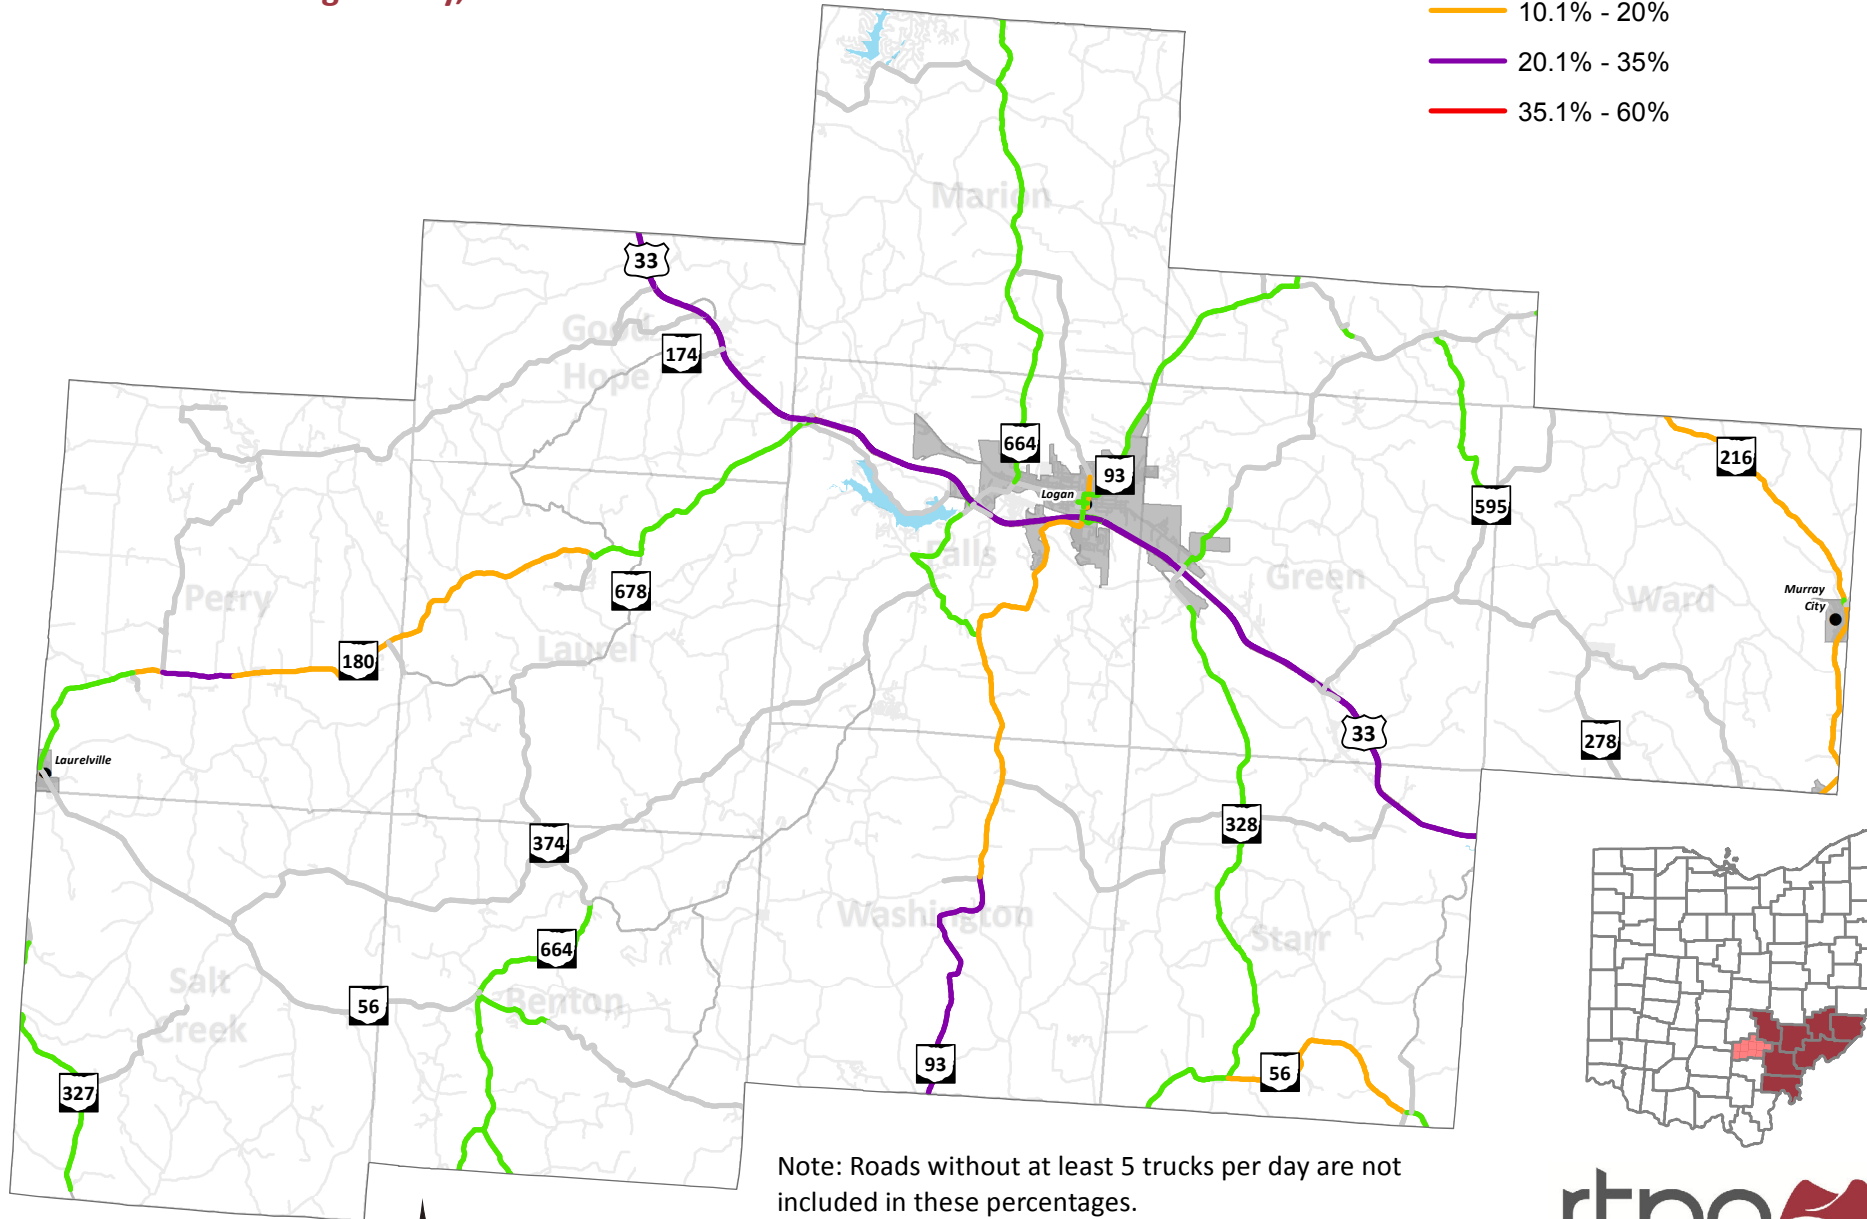 10.1% - 20%
20.1% - 35%
35.1% - 60%
Marion
33
Good
Hope
174
664
93
Logan
216
595
Falls
Green
Ward
Murray
City
Perry
678
Laurel
180
Laurelville
33
278
374
328
Washington
Starr
664
Salt
Creek
56
Benton
93
56
327
Note: Roads without at least 5 trucks per day are not
included in these percentages.